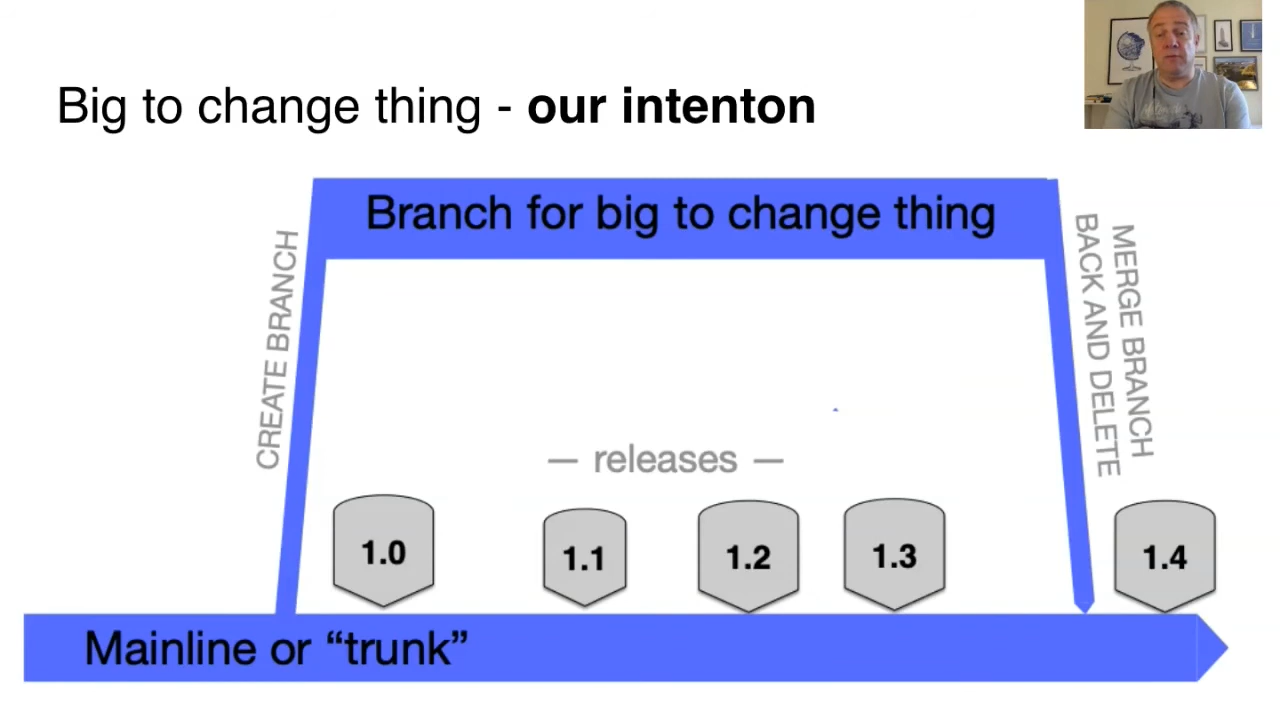 Big to change thing - our intenton
Branch for big to change thing
CREATE BRANCH
MERGE BRANCH
BACK AND DELETE
— releases —
1.0
1.1
1.2
1.3
1.4
Mainline or “trunk”